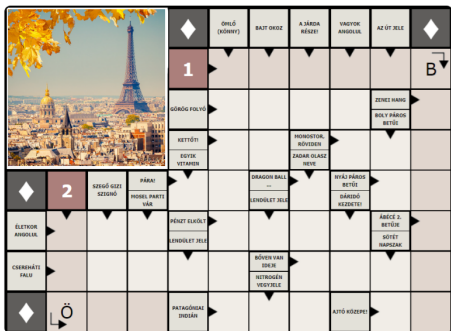 ÖMLŐ
(KÖNNY)
BAJT OKOZ
A JÁRDA
RÉSZE!
VAGYOK
ANGOLUL
AZ ÚT JELE
1
B
GÖRÖG FOLYÓ
ZENEI HANG
BOLY PÁROS
BETŰI
KETTŐT!
EGYIK
VITAMIN
MONOSTOR,
RÖVIDEN
ZADAR OLASZ
NEVE
2
SZEGŐ GIZI
SZIGNÓ
PÁRA!
MOSEL PARTI
VÁR
DRAGON BALL
...
LENDÜLET JELE
NYÁJ PÁROS
BETŰI
DÁRIDÓ
KEZDETE!
ÉLETKOR
ANGOLUL
PÉNZT ELKÖLT
LENDÜLET JELE
ÁBÉCÉ 2.
BETŰJE
SÖTÉT
NAPSZAK
CSEREHÁTI
FALU
BŐVEN VAN
IDEJE
NITROGÉN
VEGYJELE
Ö
PATAGÓNIAI
INDIÁN
AJTÓ KÖZEPE!